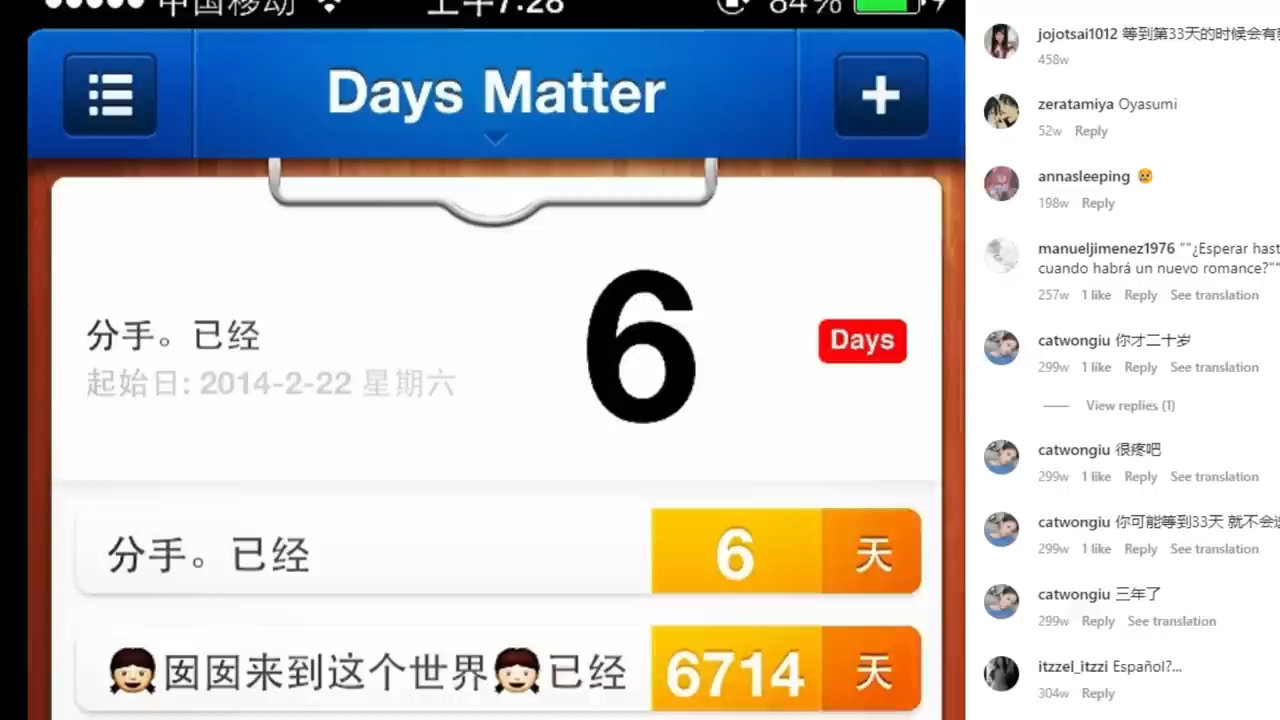 中国移动
上午7:28
84%
Days Matter
6
分手。已经
Days
起始日: 2014-2-22 星期六
分手。已经
6
天
囡囡来到这个世界
已经
6714
天
jojotsai1012 等到第33天的时候会有
458w
zeratamiya Oyasumi
52w Reply
annasleeping
198w Reply
manueljimenez1976 ""¿Esperar hast
cuando habrá un nuevo romance?""
257w 1 like Reply See translation
catwongiu 你才二十岁
299w 1 like Reply See translation
View replies (1)
catwongiu 很疼吧
299w 1 like Reply See translation
catwongiu 你可能等到33天 就不会
299w 1 like Reply See translation
catwongiu 三年了
299w Reply See translation
itzzel_itzzi Español?...
304w Reply